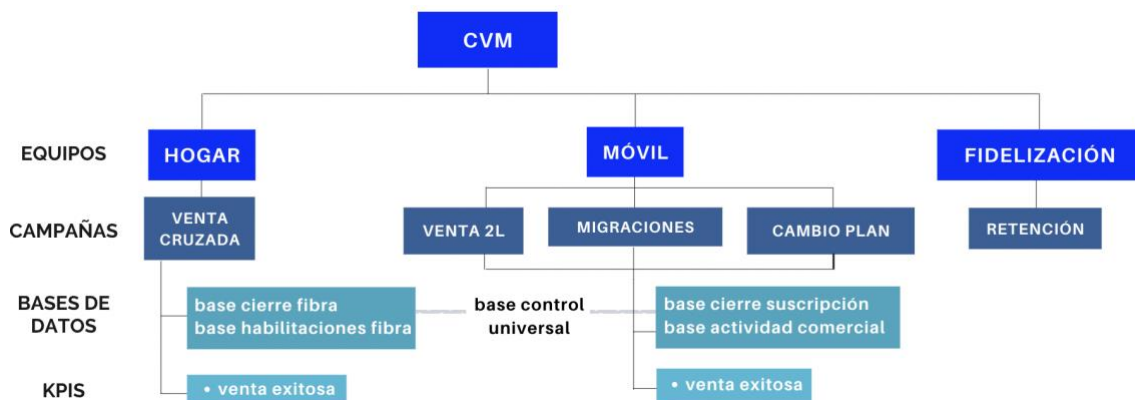 CVM
EQUIPOS
HOGAR
MÓVIL
FIDELIZACIÓN
CAMPAÑAS
VENTA
CRUZADA
VENTA 2L
MIGRACIONES
CAMBIO PLAN
RETENCIÓN
BASES DE
DATOS
base cierre fibra
base habilitaciones fibra
base control
universal
base cierre suscripción
base actividad comercial
KPIS
• venta exitosa
• venta exitosa